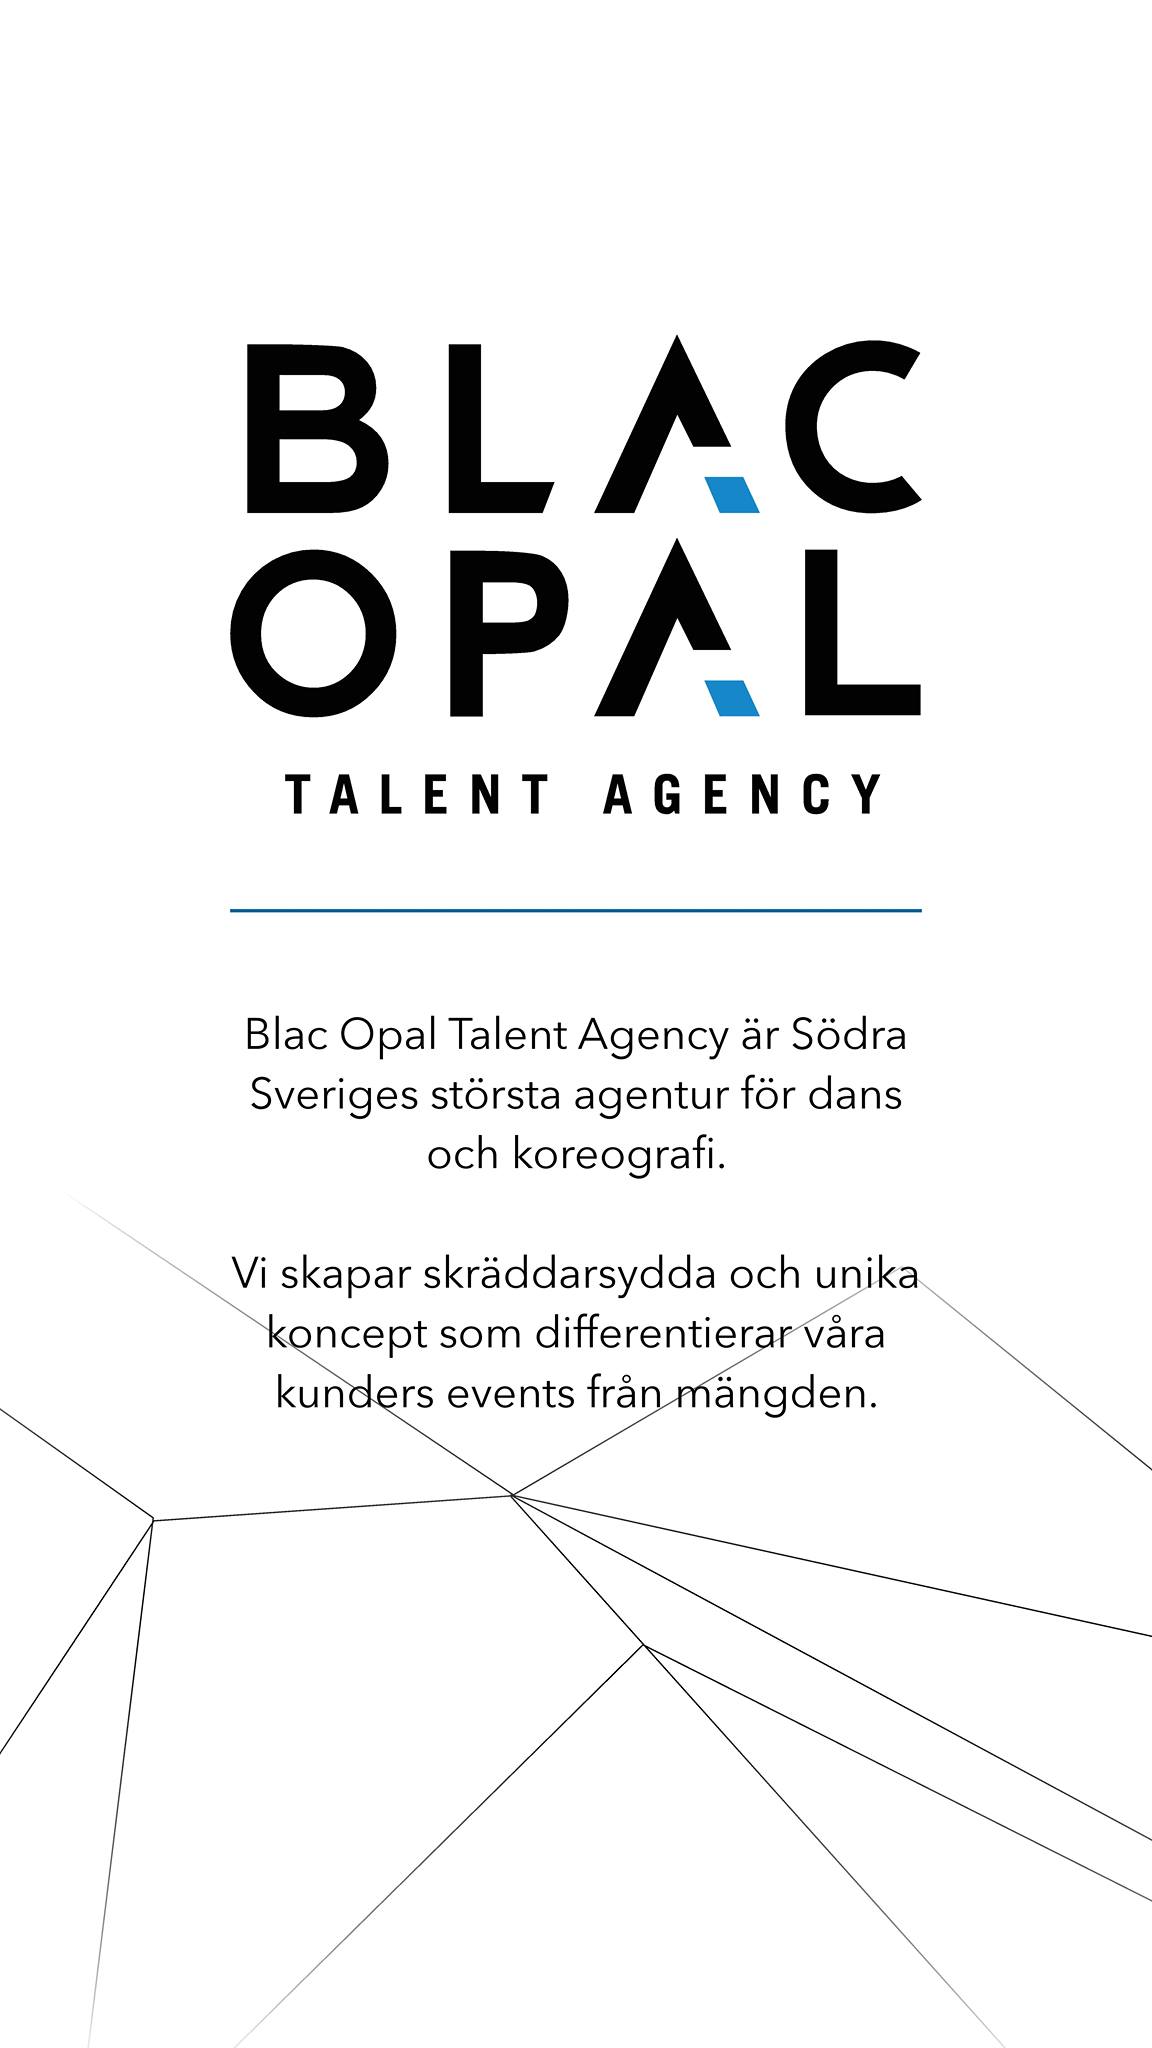 BLAC
OPAL
TALENT AGENCY
Blac Opal Talent Agency är Södra
Sveriges största agentur för dans
och koreografi.
Vi skapar skräddarsydda och unika
koncept som differentierar våra
kunders events från mängden.